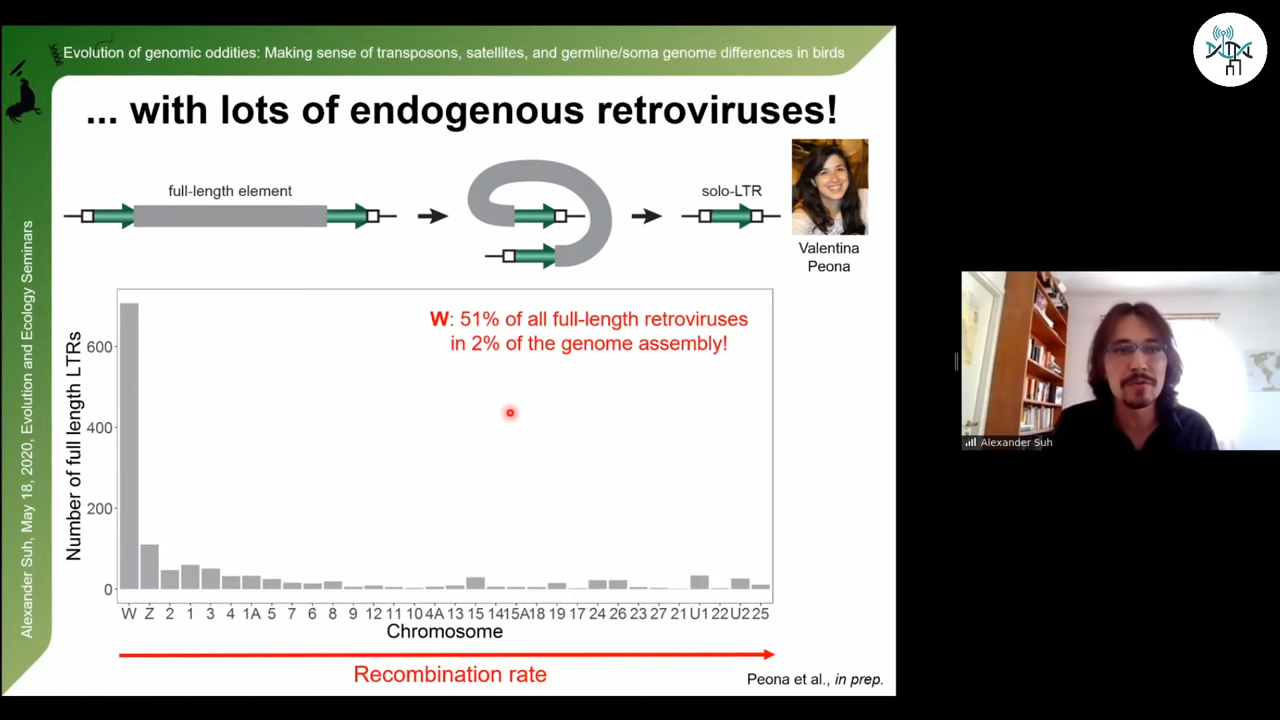 Evolution of genomic oddities: Making sense of transposons, satellites, and germline/soma genome differences in birds
... with lots of endogenous retroviruses!
full-length element
solo-LTR
Valentina
Peona
W: 51% of all full-length retroviruses
in 2% of the genome assembly!
Number of full length LTRs
600
400
200
0
W Z 2 1 3 4 1A 5 7 6 8 9 12 11 10 4A 13 15 14 15A 18 19 17 24 26 23 27 21 U1 22 U2 25
Chromosome
Recombination rate
Peona et al., in prep.
Alexander Suh, May 18, 2020, Evolution and Ecology Seminars
Alexander Suh